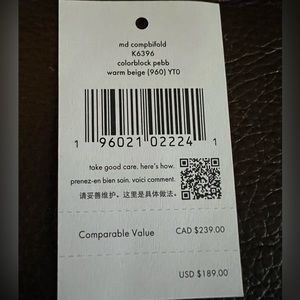 md compbifold
K6396
colorblock pebb
warm beige (960) YT0
1 96021 02224 1
take good care. here's how.
prenez-en bien soin. voici comment.
请妥善维护。这里是具体做法。
Comparable Value CAD $239.00
USD $189.00